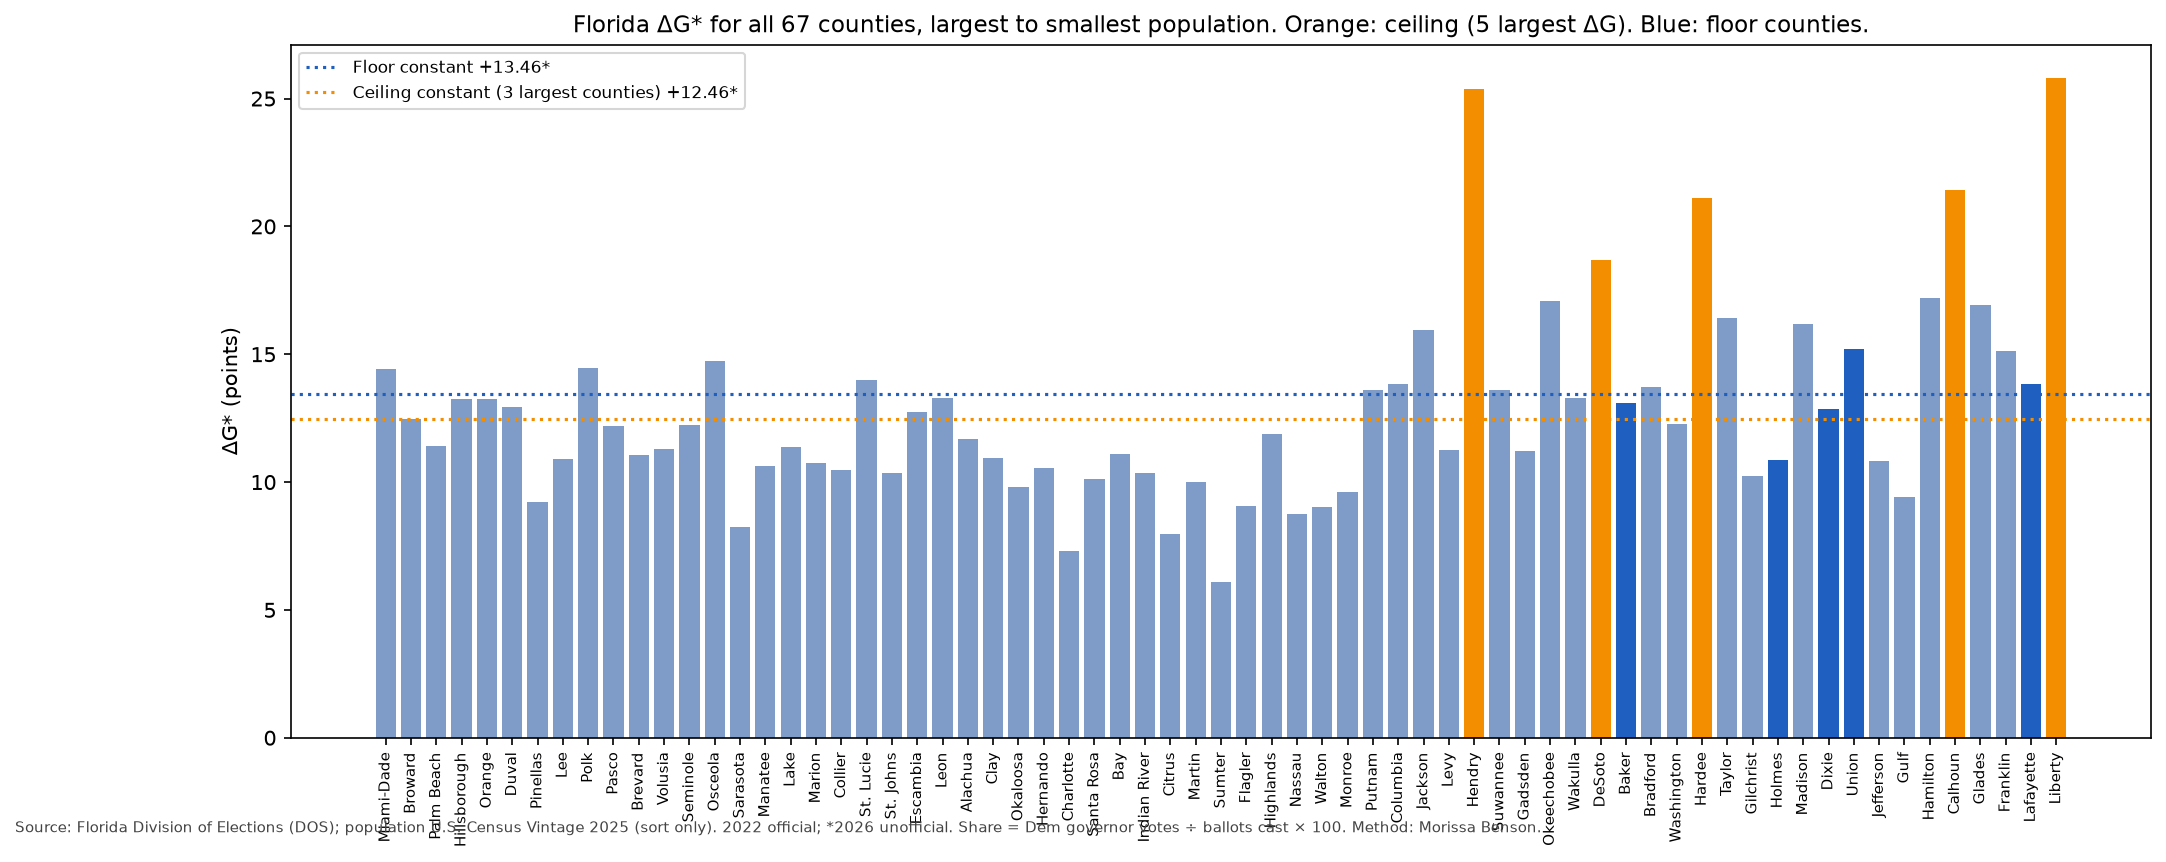 Florida ΔG* for all 67 counties, largest to smallest population. Orange: ceiling (5 largest ΔG). Blue: floor counties.
Floor constant +13.46*
Ceiling constant (3 largest counties) +12.46*
ΔG* (points)
25
20
15
10
5
0
Miami-Dade
Broward
Palm Beach
Hillsborough
Orange
Duval
Pinellas
Lee
Polk
Pasco
Brevard
Volusia
Seminole
Osceola
Sarasota
Manatee
Lake
Marion
Collier
St. Lucie
St. Johns
Escambia
Leon
Alachua
Clay
Okaloosa
Hernando
Charlotte
Santa Rosa
Bay
Indian River
Citrus
Martin
Sumter
Flagler
Highlands
Nassau
Walton
Monroe
Putnam
Columbia
Jackson
Levy
Hendry
Suwannee
Gadsden
Okeechobee
Wakulla
DeSoto
Baker
Bradford
Washington
Hardee
Taylor
Gilchrist
Holmes
Madison
Dixie
Union
Jefferson
Gulf
Hamilton
Calhoun
Glades
Franklin
Lafayette
Liberty
Source: Florida Division of Elections (DOS); population U.S. Census Vintage 2025 (sort only). 2022 official; *2026 unofficial. Share = Dem governor votes ÷ ballots cast × 100. Method: Morissa Benson.